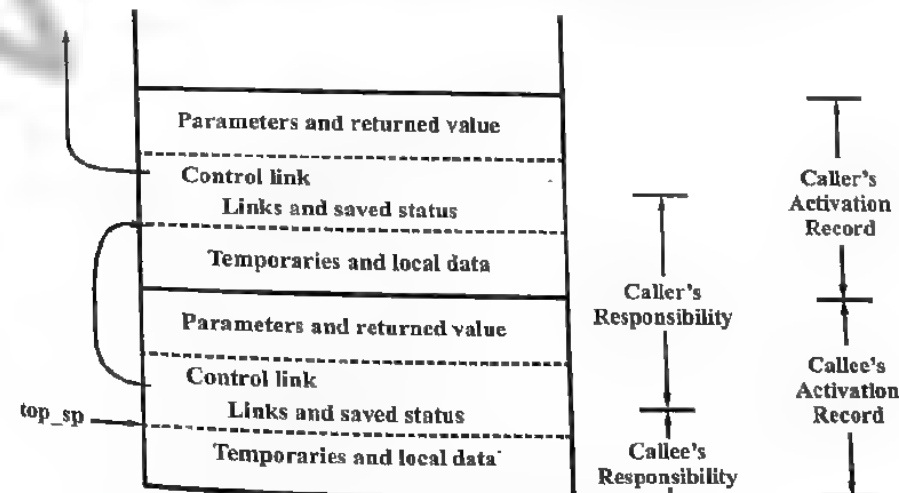 Parameters and returned value
Control link
Links and saved status
Temporaries and local data
Parameters and returned value
Control link
Links and saved status
Temporaries and local data
top_sp
Caller's
Responsibility
Callee's
Responsibility
Caller's
Activation
Record
Callee's
Activation
Record